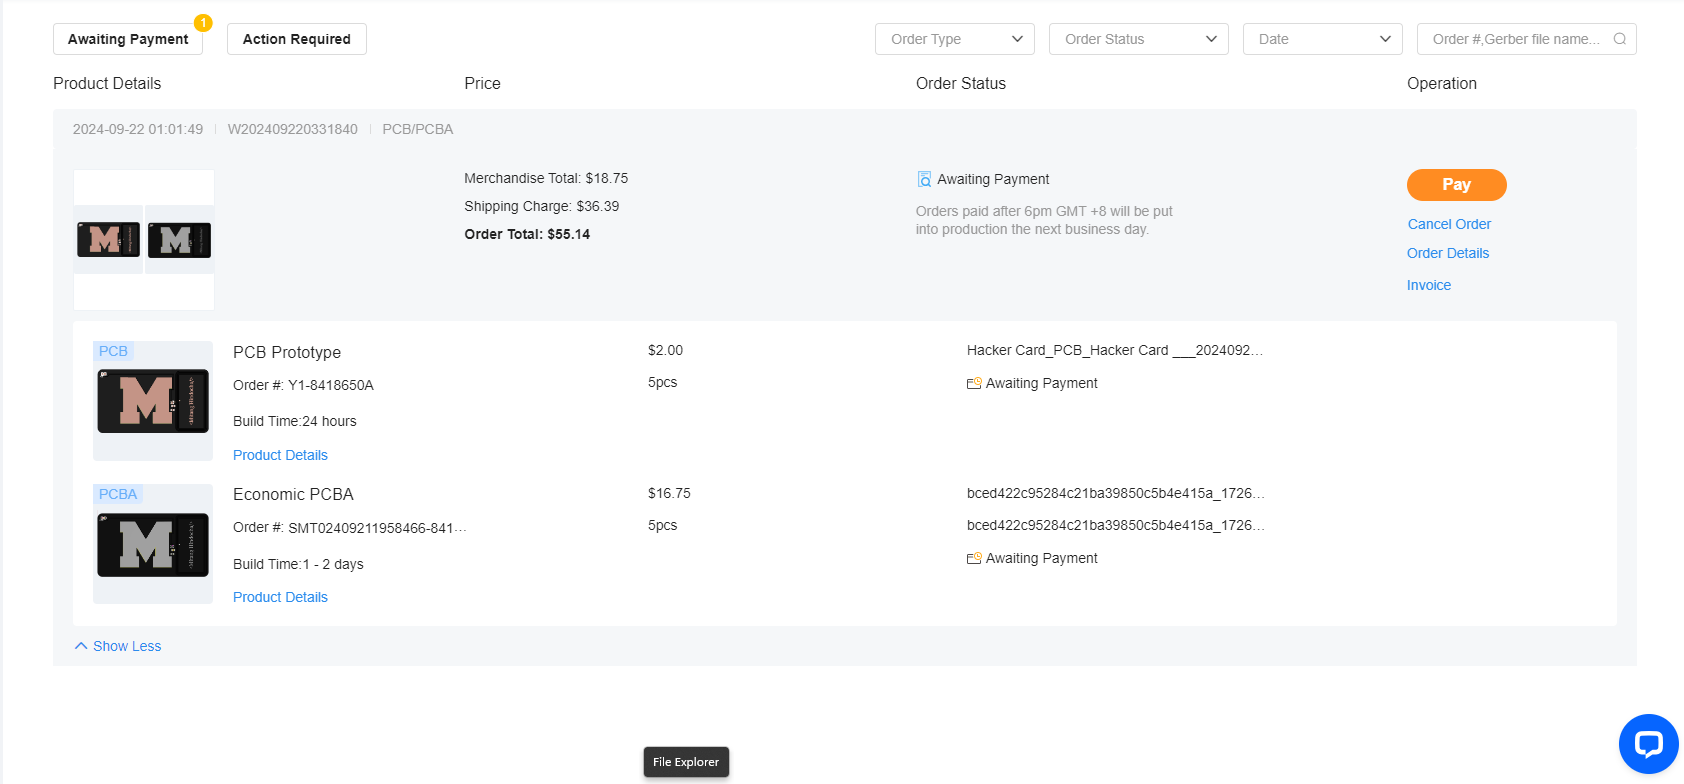 Awaiting Payment
1
Action Required
Order Type
Order Status
Date
Order #,Gerber file name...
Product Details
Price
Order Status
Operation
2024-09-22 01:01:49
W202409220331840
PCB/PCBA
Merchandise Total: $18.75
Shipping Charge: $36.39
Order Total: $55.14
Awaiting Payment
Orders paid after 6pm GMT +8 will be put
into production the next business day.
Pay
Cancel Order
Order Details
Invoice
PCB
M
PCB Prototype
Order #: Y1-8418650A
Build Time:24 hours
Product Details
$2.00
5pcs
Hacker Card_PCB_Hacker Card ___2024092...
Awaiting Payment
PCBA
M
Economic PCBA
Order #: SMT02409211958466-841...
Build Time:1 - 2 days
Product Details
$16.75
5pcs
bced422c95284c21ba39850c5b4e415a_1726...
bced422c95284c21ba39850c5b4e415a_1726...
Awaiting Payment
Show Less
File Explorer